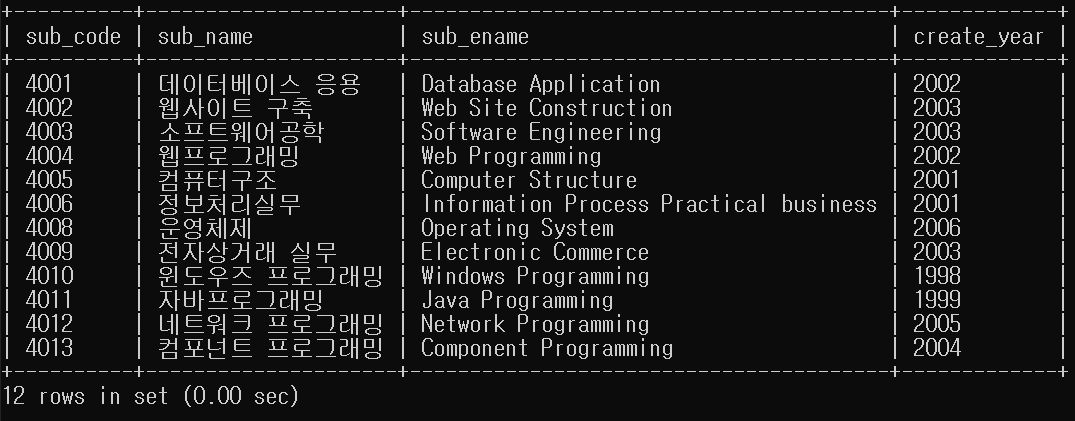 +----------+--------------------+-----------------------------------------+-------------+
| sub_code | sub_name | sub_ename | create_year |
+----------+--------------------+-----------------------------------------+-------------+
| 4001 | 데이터베이스 응용 | Database Application | 2002 |
| 4002 | 웹사이트 구축 | Web Site Construction | 2003 |
| 4003 | 소프트웨어공학 | Software Engineering | 2003 |
| 4004 | 웹프로그래밍 | Web Programming | 2002 |
| 4005 | 컴퓨터구조 | Computer Structure | 2001 |
| 4006 | 정보처리실무 | Information Process Practical business | 2001 |
| 4008 | 운영체제 | Operating System | 2006 |
| 4009 | 전자상거래 실무 | Electronic Commerce | 2003 |
| 4010 | 윈도우즈 프로그래밍 | Windows Programming | 1998 |
| 4011 | 자바프로그래밍 | Java Programming | 1999 |
| 4012 | 네트워크 프로그래밍 | Network Programming | 2005 |
| 4013 | 컴포넌트 프로그래밍 | Component Programming | 2004 |
+----------+--------------------+-----------------------------------------+-------------+
12 rows in set (0.00 sec)